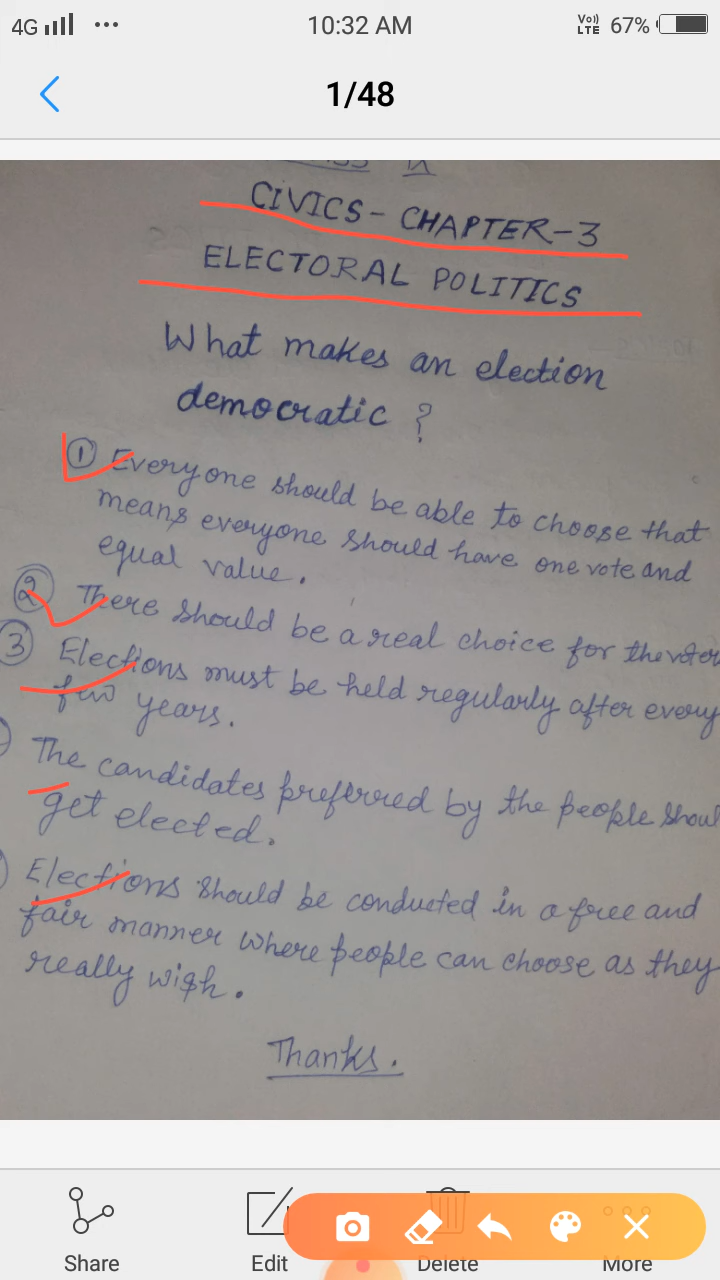 4G ••• 10:32 AM Vo)) LTE 67%
1/48
IX
CIVICS - CHAPTER-3
ELECTORAL POLITICS
What makes an election
democratic ?
① Everyone should be able to choose that
means everyone should have one vote and
equal value.
② There should be a real choice for the voter
③ Elections must be held regularly after every
few years.
The candidates preferred by the people shoul
get elected.
Elections should be conducted in a free and
fair manner where people can choose as they
really wish.
Thanks.
Share Edit Delete More